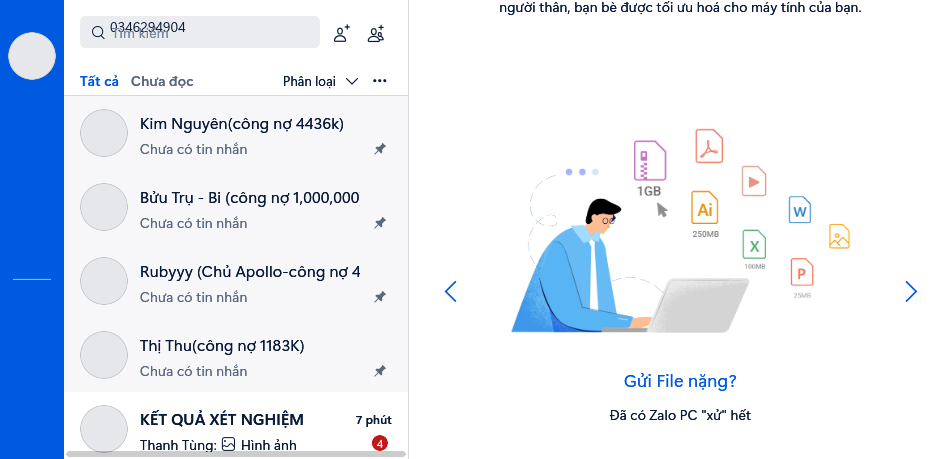 0346294904
Tìm kiếm
Tất cả Chưa đọc Phân loại
Kim Nguyên(công nợ 4436k)
Chưa có tin nhắn
Bửu Trụ - Bi (công nợ 1,000,000
Chưa có tin nhắn
Rubyyy (Chủ Apollo-công nợ 4
Chưa có tin nhắn
Thị Thu(công nợ 1183K)
Chưa có tin nhắn
KẾT QUẢ XÉT NGHIỆM 7 phút
Thanh Tùng: Hình ảnh 4
người thân, bạn bè được tối ưu hoá cho máy tính của bạn.
1GB
Ai
250MB
W
X
100MB
P
25MB
Gửi File nặng?
Đã có Zalo PC "xử" hết